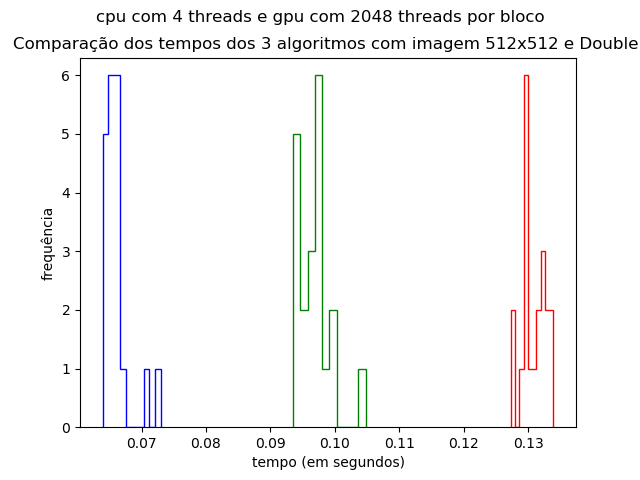 cpu com 4 threads e gpu com 2048 threads por bloco
Comparação dos tempos dos 3 algoritmos com imagem 512x512 e Double
frequência
6
5
4
3
2
1
0
0.07 0.08 0.09 0.10 0.11 0.12 0.13
tempo (em segundos)